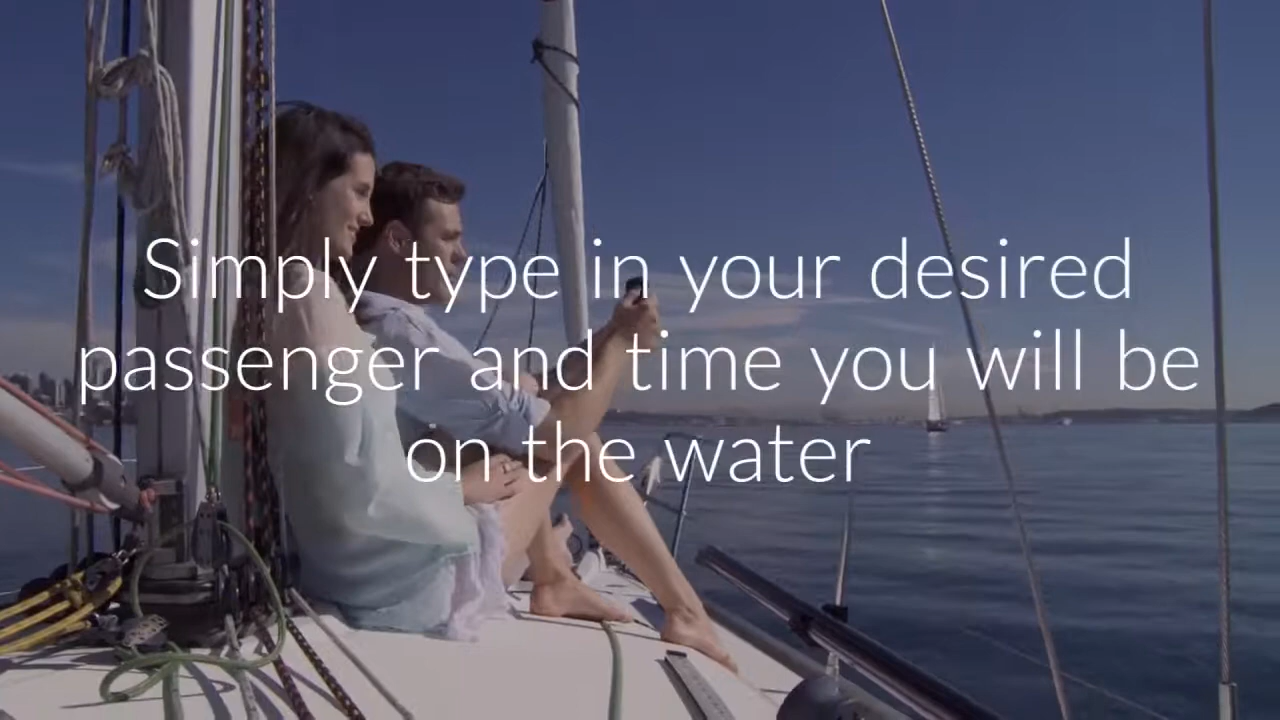 Simply type in your desired
passenger and time you will be
on the water